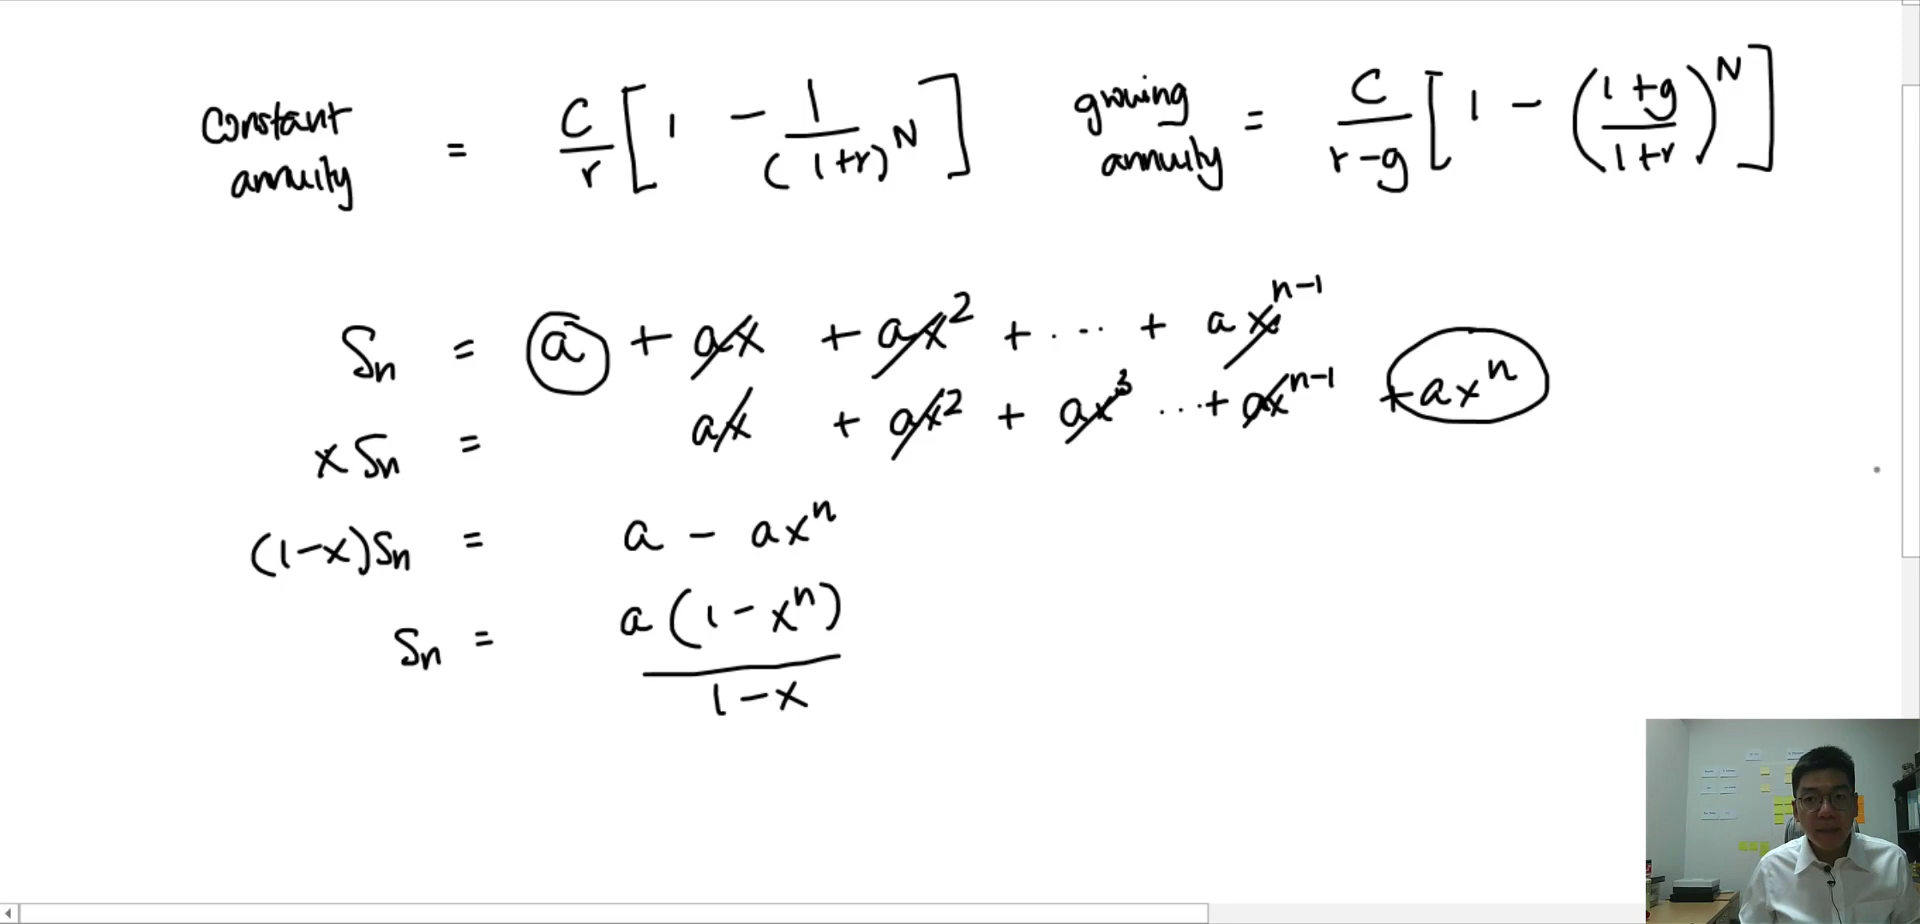 constant annuity = C/r [1 - 1/(1+r)^N]
growing annuity = C/(r-g) [1 - ((1+g)/(1+r))^N]
Sn = a + ax + ax^2 + ... + ax^(n-1)
xSn = ax + ax^2 + ax^3 ...+ ax^(n-1) + ax^n
(1-x)Sn = a - ax^n
Sn = a(1-x^n)/(1-x)